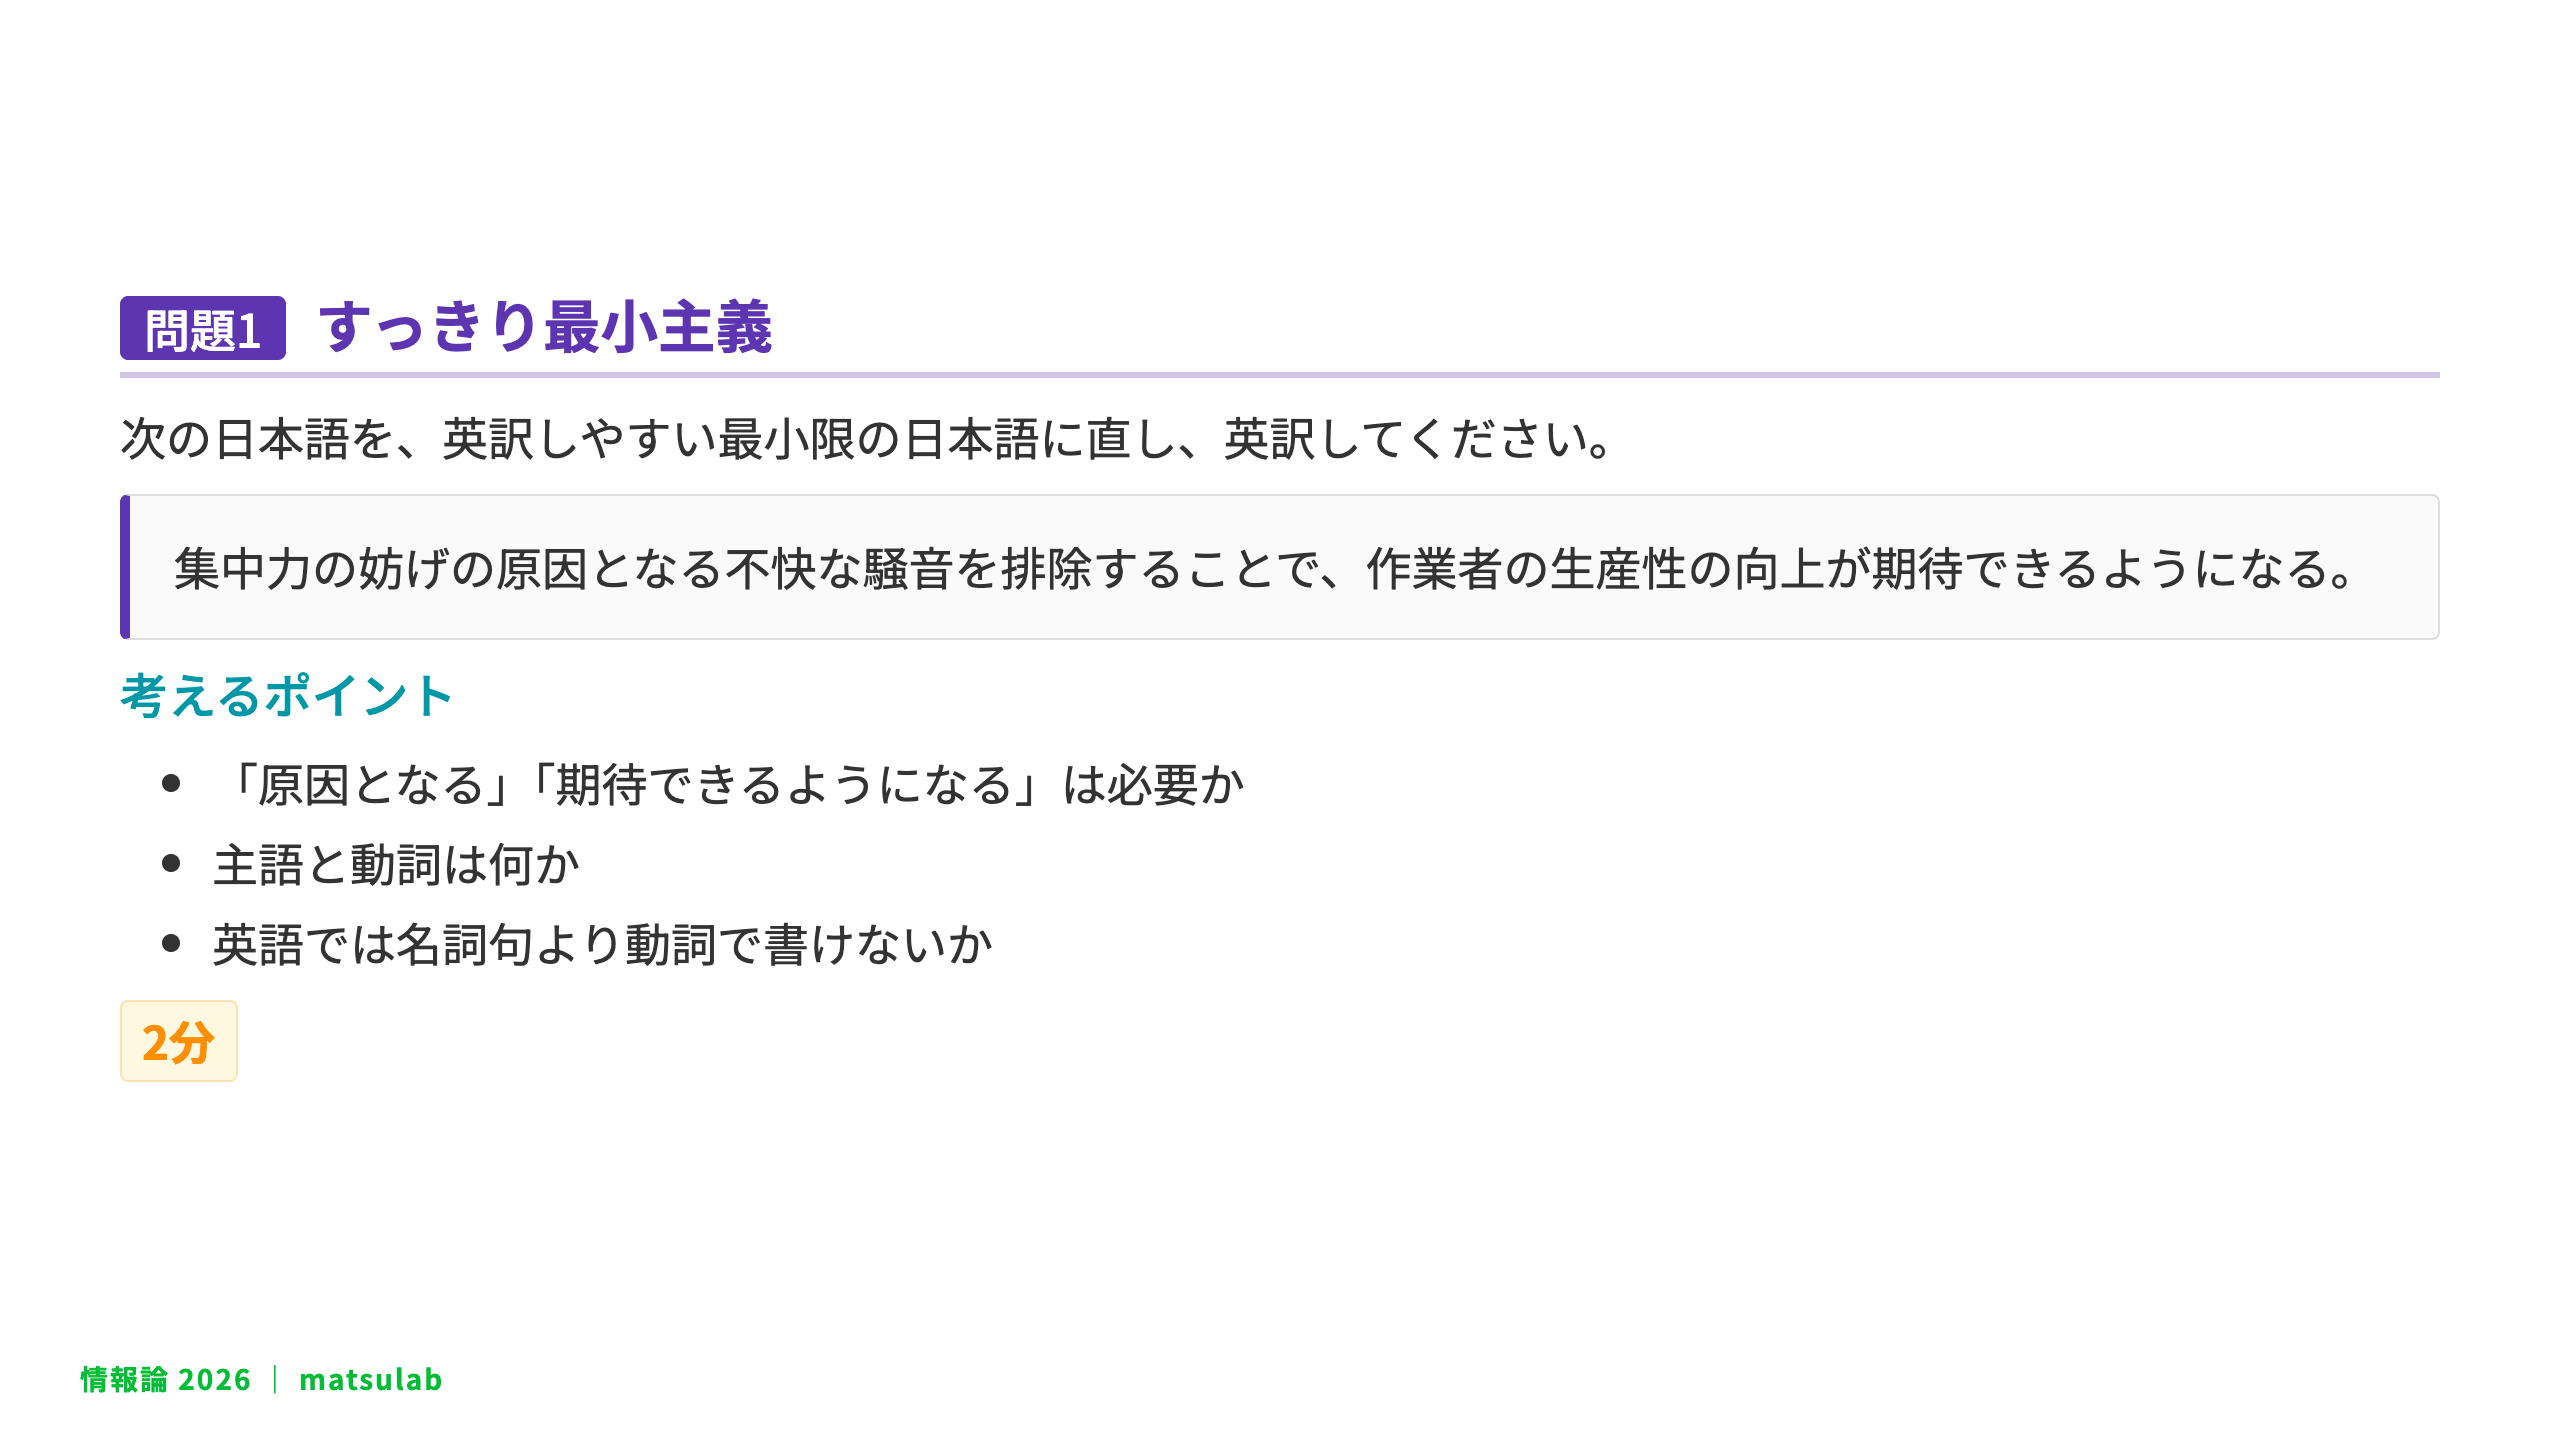 問題1 すっきり最小主義
次の日本語を、英訳しやすい最小限の日本語に直し、英訳してください。
集中力の妨げの原因となる不快な騒音を排除することで、作業者の生産性の向上が期待できるようになる。
考えるポイント
• 「原因となる」「期待できるようになる」は必要か
• 主語と動詞は何か
• 英語では名詞句より動詞で書けないか
2分
情報論 2026 | matsulab